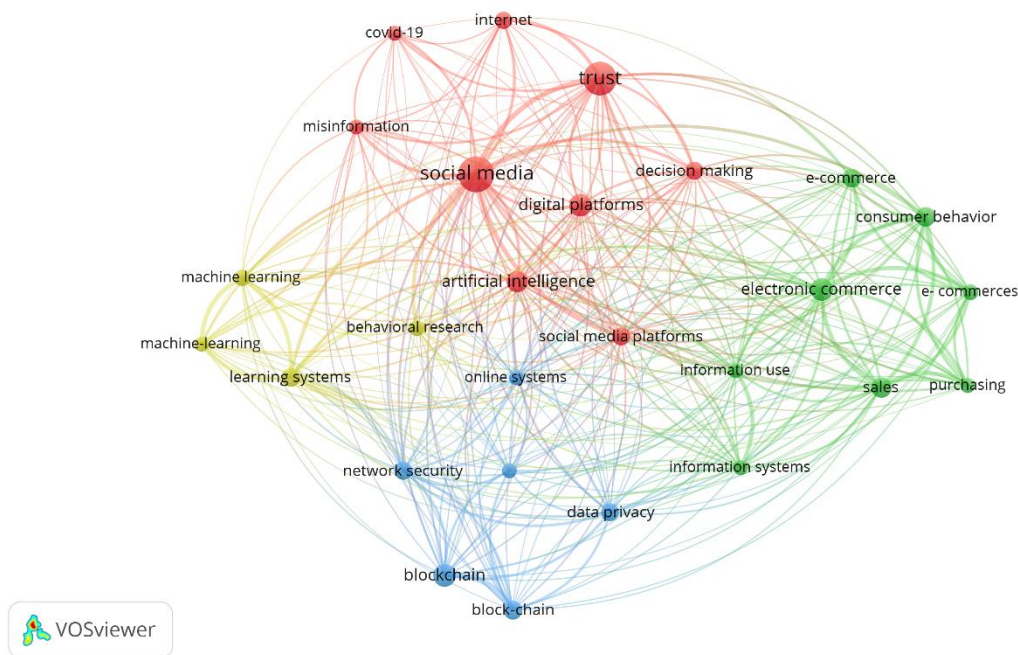 internet
covid-19
trust
misinformation
social media
decision making
e-commerce
digital platforms
consumer behavior
machine learning
artificial intelligence
electronic commerce
e- commerces
behavioral research
social media platforms
machine-learning
learning systems
online systems
information use
sales
purchasing
network security
information systems
data privacy
blockchain
block-chain
VOSviewer